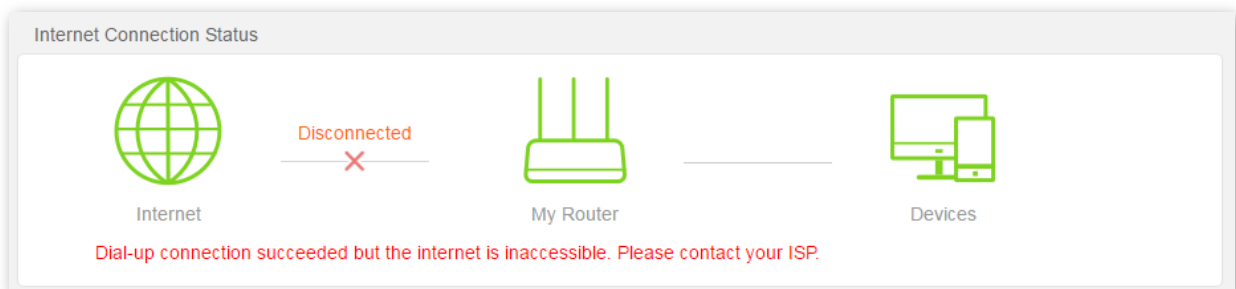 Internet Connection Status
Disconnected
Internet
My Router
Devices
Dial-up connection succeeded but the internet is inaccessible. Please contact your ISP.